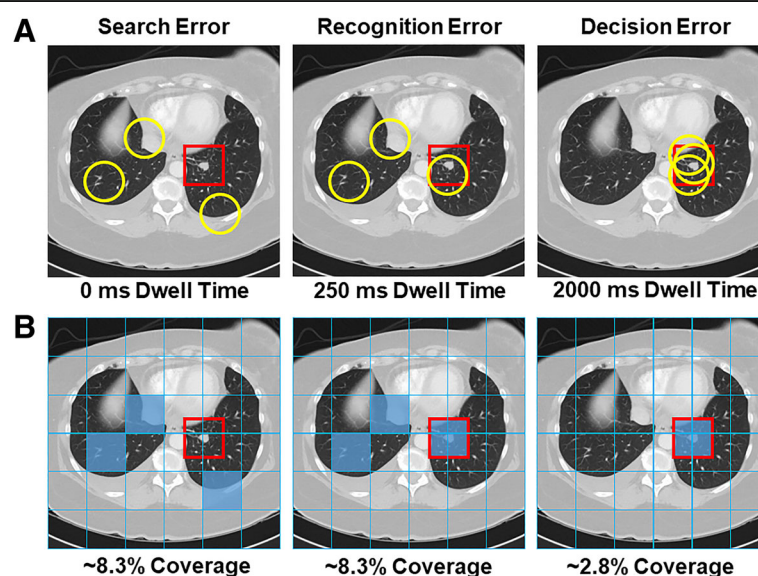 A
Search Error
Recognition Error
Decision Error
0 ms Dwell Time
250 ms Dwell Time
2000 ms Dwell Time
B
~8.3% Coverage
~8.3% Coverage
~2.8% Coverage